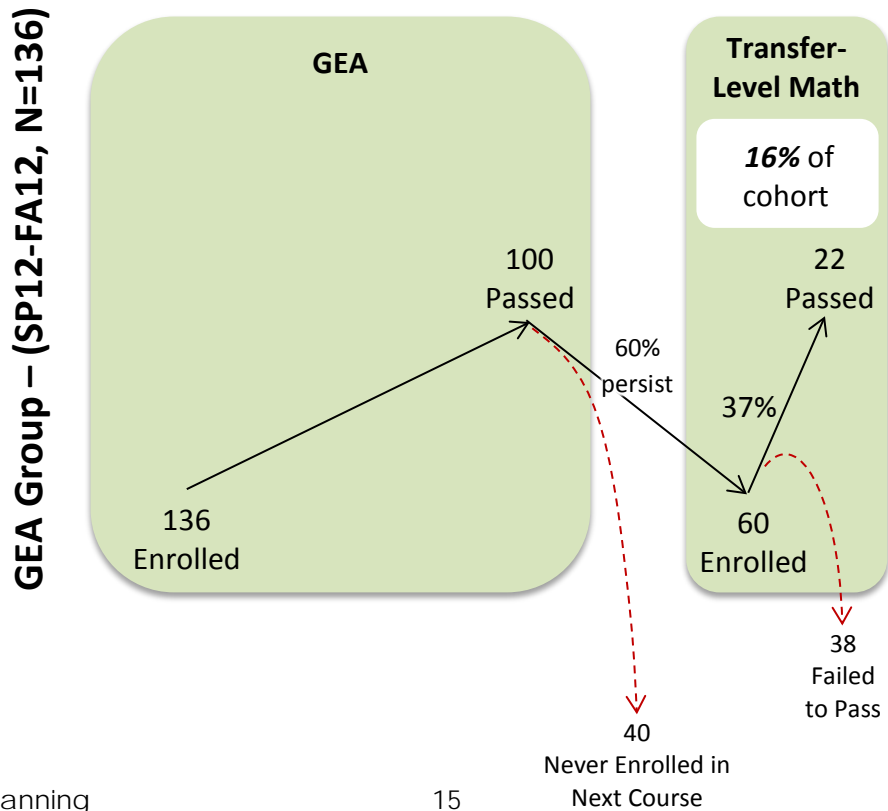 GEA Group – (SP12-FA12, N=136)
GEA
Transfer-
Level Math
16% of
cohort
100
Passed
22
Passed
60%
persist
37%
136
Enrolled
60
Enrolled
38
Failed
to Pass
40
Never Enrolled in
Next Course
anning
15